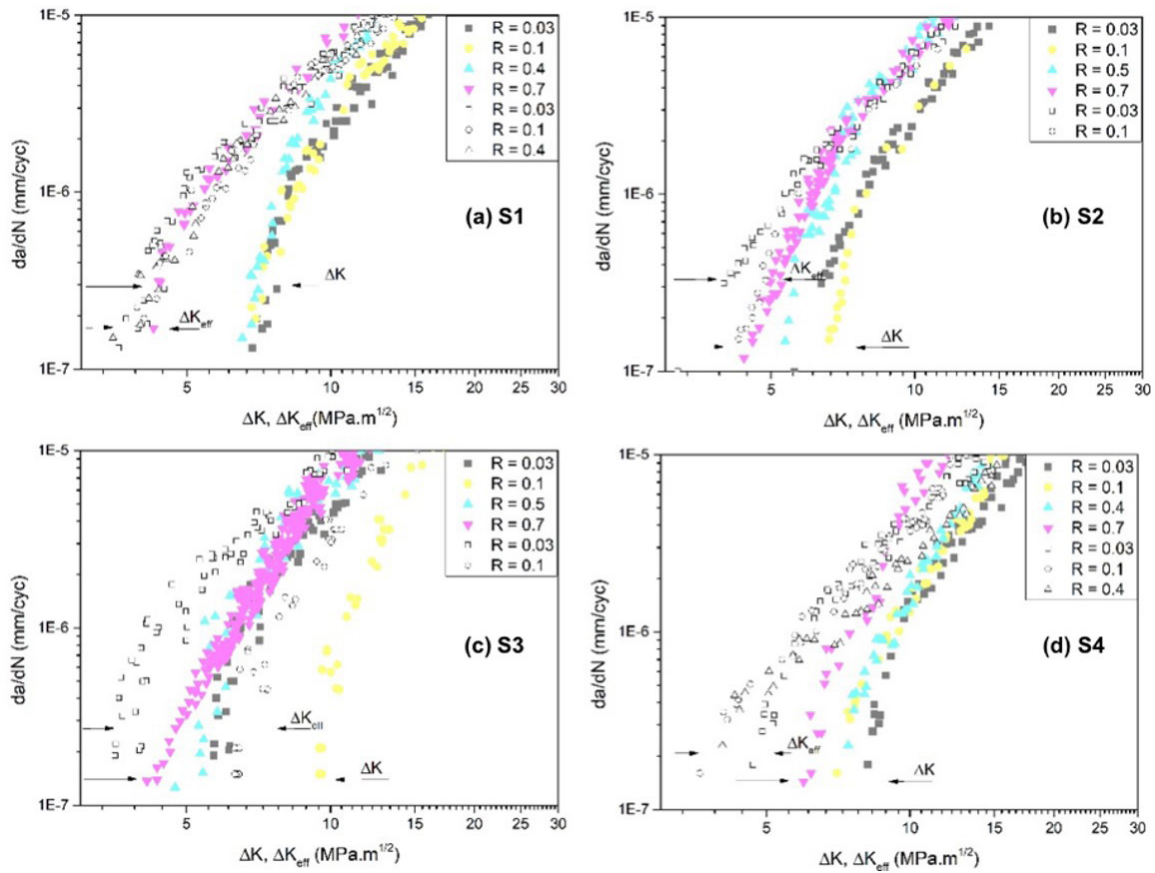 (a)
1E-5
R = 0.03
R = 0.1
R = 0.4
R = 0.7
R = 0.03
R = 0.1
R = 0.4
da/dN (mm/cyc)
1E-6
(a) S1
ΔK
ΔKeff
1E-7
5 10 15 20 25 30
ΔK, ΔKeff(MPa.m1/2)
1E-5
R = 0.03
R = 0.1
R = 0.5
R = 0.7
R = 0.03
R = 0.1
da/dN (mm/cyc)
1E-6
(b) S2
ΔKeff
ΔK
1E-7
5 10 15 20 25 30
ΔK, ΔKeff (MPa.m1/2)
1E-5
R = 0.03
R = 0.1
R = 0.5
R = 0.7
R = 0.03
R = 0.1
da/dN (mm/cyc)
1E-6
(c) S3
ΔKeff
ΔK
1E-7
5 10 15 20 25 30
ΔK, ΔKeff (MPa.m1/2)
1E-5
R = 0.03
R = 0.1
R = 0.4
R = 0.7
R = 0.03
R = 0.1
R = 0.4
da/dN (mm/cyc)
1E-6
(d) S4
ΔKeff
ΔK
1E-7
5 10 15 20 25 30
ΔK, ΔKeff (MPa.m1/2)